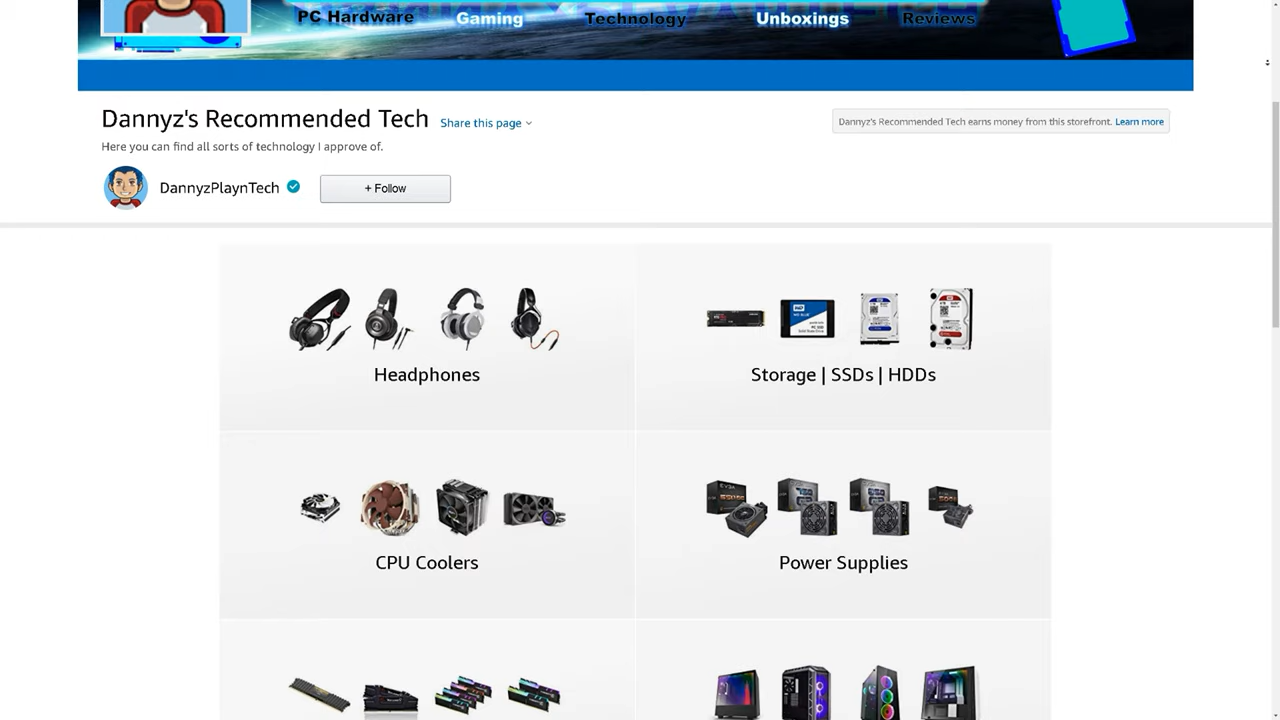 PC Hardware Gaming Technology Unboxings Reviews
Dannyz's Recommended Tech Share this page
Dannyz's Recommended Tech earns money from this storefront. Learn more
Here you can find all sorts of technology I approve of.
DannyzPlaynTech + Follow
Headphones
Storage | SSDs | HDDs
CPU Coolers
Power Supplies